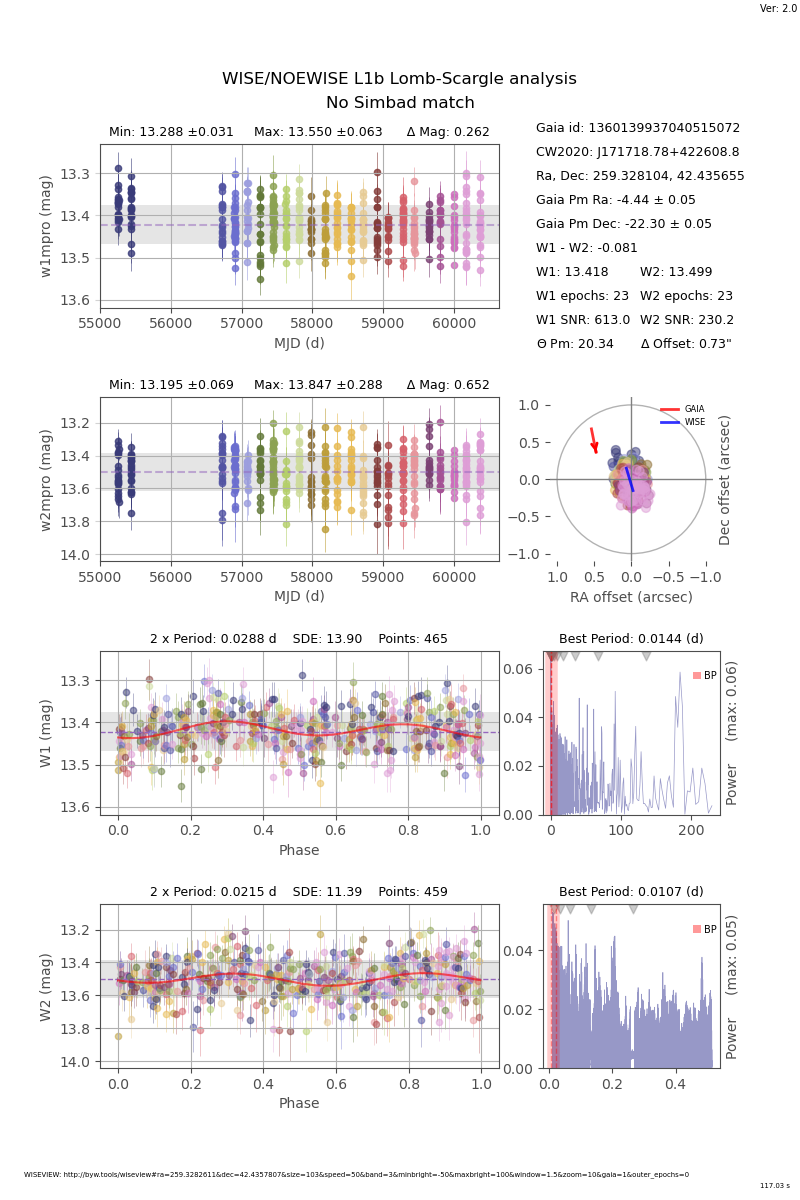 Ver: 2.0
WISE/NOEWISE L1b Lomb-Scargle analysis
No Simbad match
Min: 13.288 ±0.031 Max: 13.550 ±0.063 Δ Mag: 0.262
13.3
13.4
13.5
13.6
w1mpro (mag)
55000 56000 57000 58000 59000 60000
MJD (d)
Gaia id: 1360139937040515072
CW2020: J171718.78+422608.8
Ra, Dec: 259.328104, 42.435655
Gaia Pm Ra: -4.44 ± 0.05
Gaia Pm Dec: -22.30 ± 0.05
W1 - W2: -0.081
W1: 13.418 W2: 13.499
W1 epochs: 23 W2 epochs: 23
W1 SNR: 613.0 W2 SNR: 230.2
Θ Pm: 20.34 Δ Offset: 0.73"
Min: 13.195 ±0.069 Max: 13.847 ±0.288 Δ Mag: 0.652
13.2
13.4
13.6
13.8
14.0
w2mpro (mag)
55000 56000 57000 58000 59000 60000
MJD (d)
1.0
0.5
0.0
−0.5
−1.0
GAIA
WISE
Dec offset (arcsec)
1.0 0.5 0.0 −0.5 −1.0
RA offset (arcsec)
2 x Period: 0.0288 d SDE: 13.90 Points: 465
13.3
13.4
13.5
13.6
W1 (mag)
0.0 0.2 0.4 0.6 0.8 1.0
Phase
Best Period: 0.0144 (d)
0.06
0.04
0.02
0.00
BP
Power (max: 0.06)
0 100 200
2 x Period: 0.0215 d SDE: 11.39 Points: 459
13.2
13.4
13.6
13.8
14.0
W2 (mag)
0.0 0.2 0.4 0.6 0.8 1.0
Phase
Best Period: 0.0107 (d)
0.04
0.02
0.00
BP
Power (max: 0.05)
0.0 0.2 0.4
WISEVIEW: http://byw.tools/wiseview#ra=259.3282611&dec=42.4357807&size=103&speed=50&band=3&minbright=-50&maxbright=100&window=1.5&zoom=10&gaia=1&outer_epochs=0
117.03 s